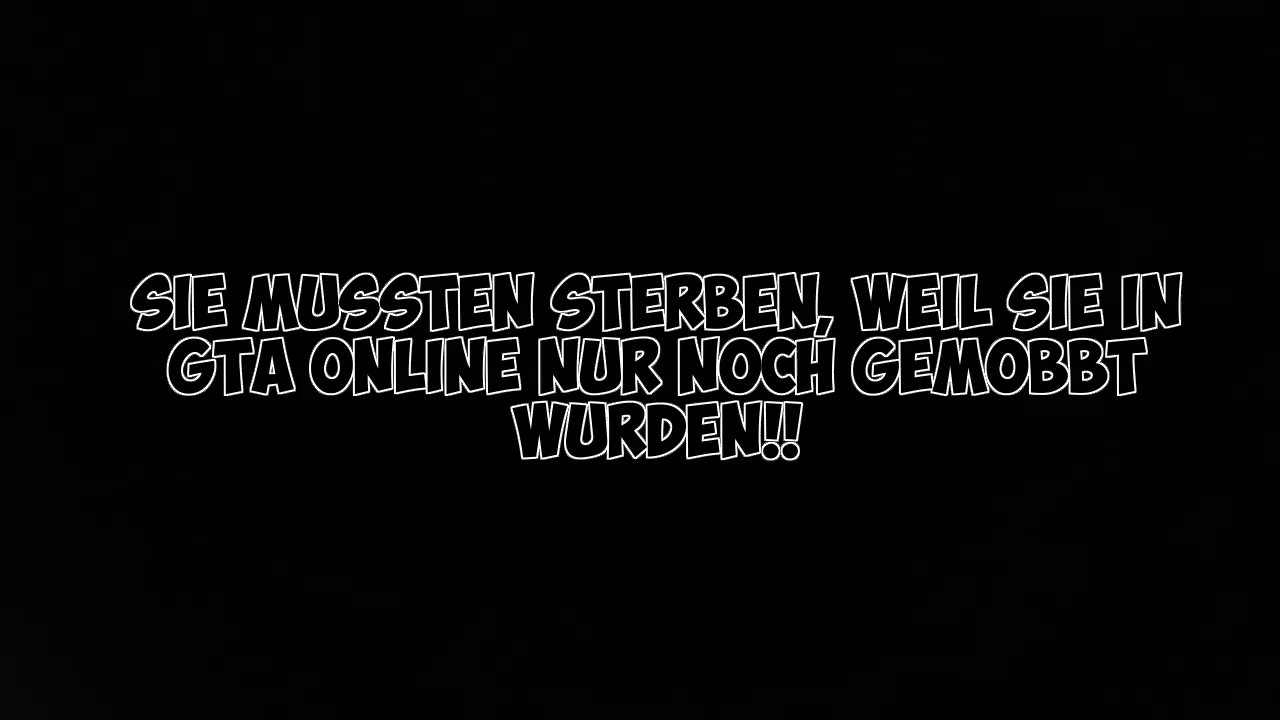 SIE MUSSTEN STERBEN, WEIL SIE IN
GTA ONLINE NUR NOCH GEMOBBT
WURDEN!!